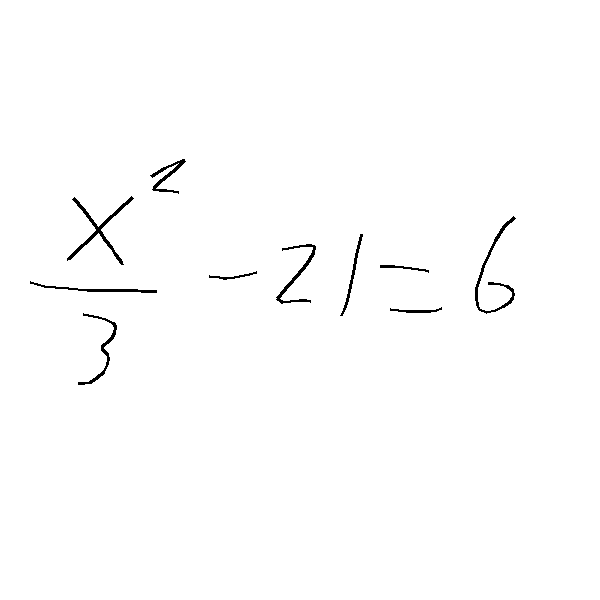 x²/3 - 21 = 6